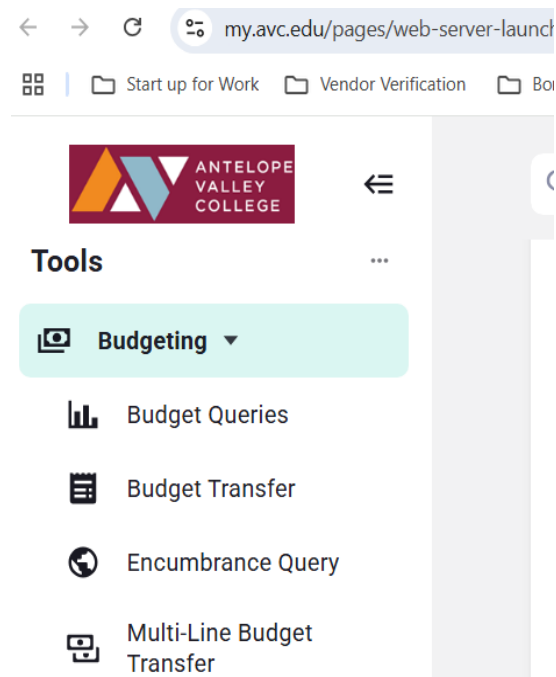 my.avc.edu/pages/web-server-launch
Start up for Work Vendor Verification
ANTELOPE
VALLEY
COLLEGE
Tools
Budgeting
Budget Queries
Budget Transfer
Encumbrance Query
Multi-Line Budget
Transfer